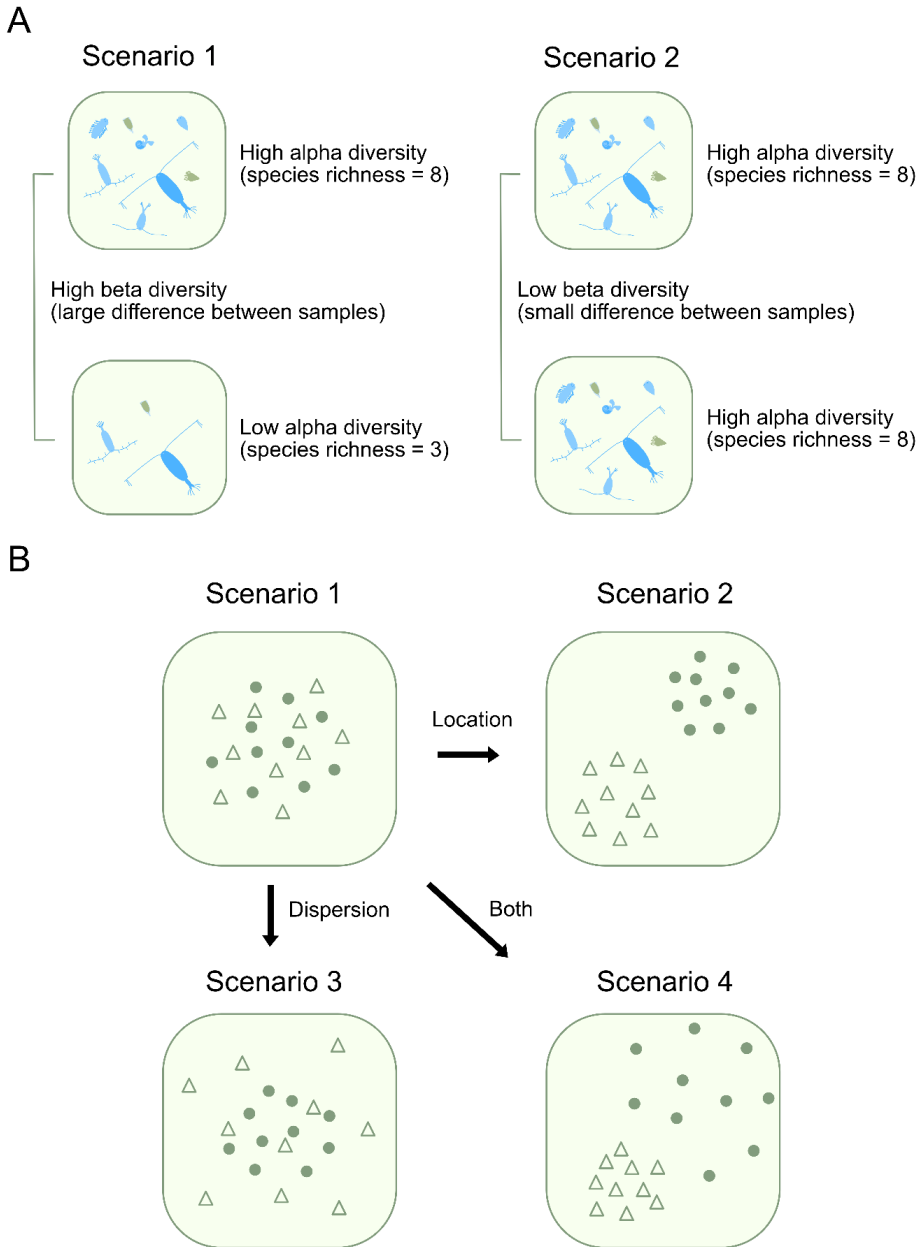 A
Scenario 1
Scenario 2
High alpha diversity
(species richness = 8)
High alpha diversity
(species richness = 8)
High beta diversity
(large difference between samples)
Low beta diversity
(small difference between samples)
Low alpha diversity
(species richness = 3)
High alpha diversity
(species richness = 8)
B
Scenario 1
Scenario 2
Location
Dispersion
Both
Scenario 3
Scenario 4